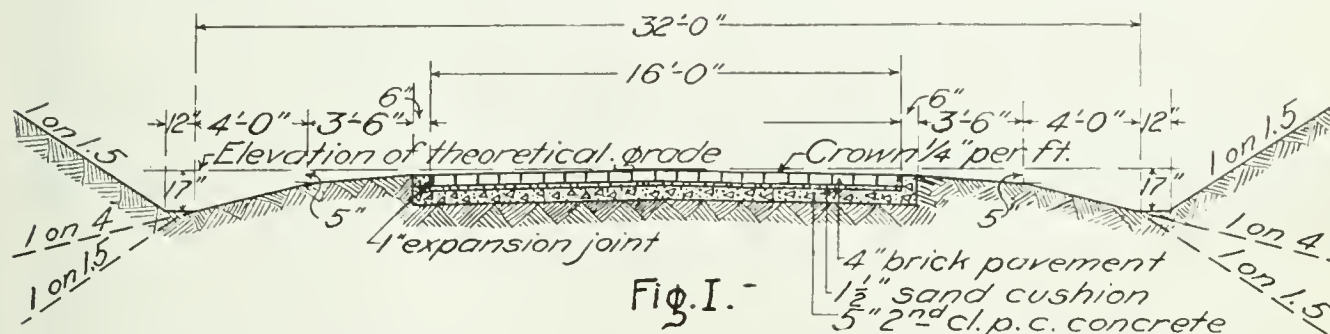 32'-0"
16'-0"
6" 6"
12" 4'-0" 3'-6" 3'-6" 4'-0" 12"
1 on 1.5 1 on 1.5
Elevation of theoretical grade Crown 1/4" per ft.
17" 17"
5" 5"
1 on 4 1 on 4
1" expansion joint
1 on 1.5 1 on 1.5
4" brick pavement
1 1/2" sand cushion
5" 2nd cl. p. c. concrete
Fig. I.-